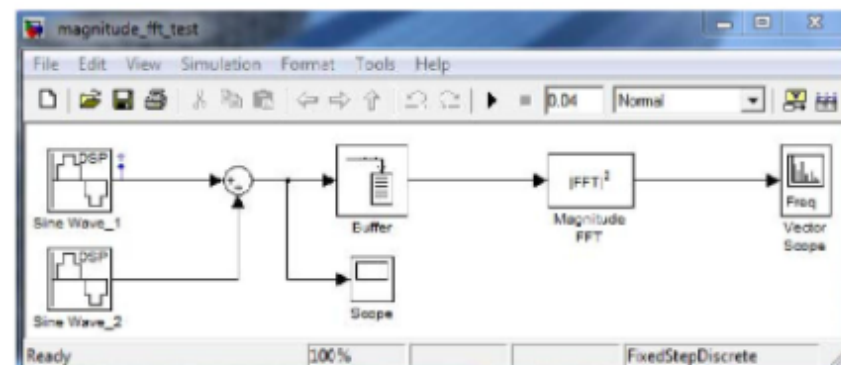 magnitude_fft_test
File Edit View Simulation Format Tools Help
0.04 Normal
DSP
Sine Wave_1
Buffer
|FFT|²
Magnitude
FFT
Freq
Vector
Scope
DSP
Sine Wave_2
Scope
Ready 100% FixedStepDiscrete